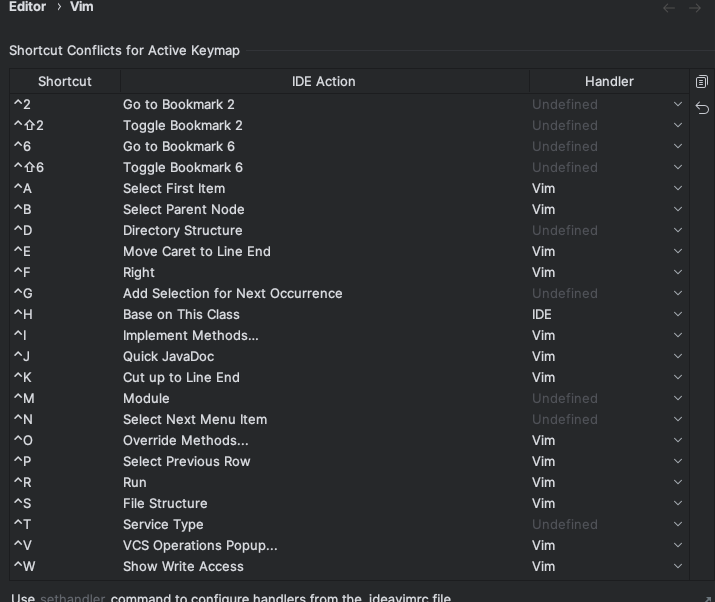 Editor › Vim
Shortcut Conflicts for Active Keymap
Shortcut IDE Action Handler
^2 Go to Bookmark 2 Undefined
^⇧2 Toggle Bookmark 2 Undefined
^6 Go to Bookmark 6 Undefined
^⇧6 Toggle Bookmark 6 Undefined
^A Select First Item Vim
^B Select Parent Node Vim
^D Directory Structure Undefined
^E Move Caret to Line End Vim
^F Right Vim
^G Add Selection for Next Occurrence Undefined
^H Base on This Class IDE
^I Implement Methods... Vim
^J Quick JavaDoc Vim
^K Cut up to Line End Vim
^M Module Undefined
^N Select Next Menu Item Undefined
^O Override Methods... Vim
^P Select Previous Row Vim
^R Run Vim
^S File Structure Vim
^T Service Type Undefined
^V VCS Operations Popup... Vim
^W Show Write Access Vim
Use sethandler command to configure handlers from the .ideavimrc file